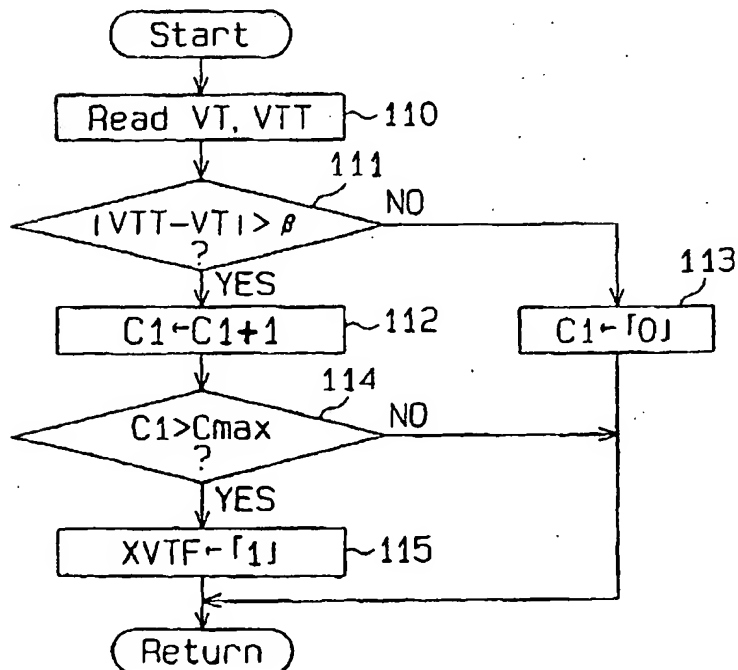 Start
Read VT, VTT
110
111
|VTT-VT|> β
?
NO
YES
113
C1←C1+1
112
C1←「0」
114
C1>Cmax
?
NO
YES
XVTF←「1」
115
Return